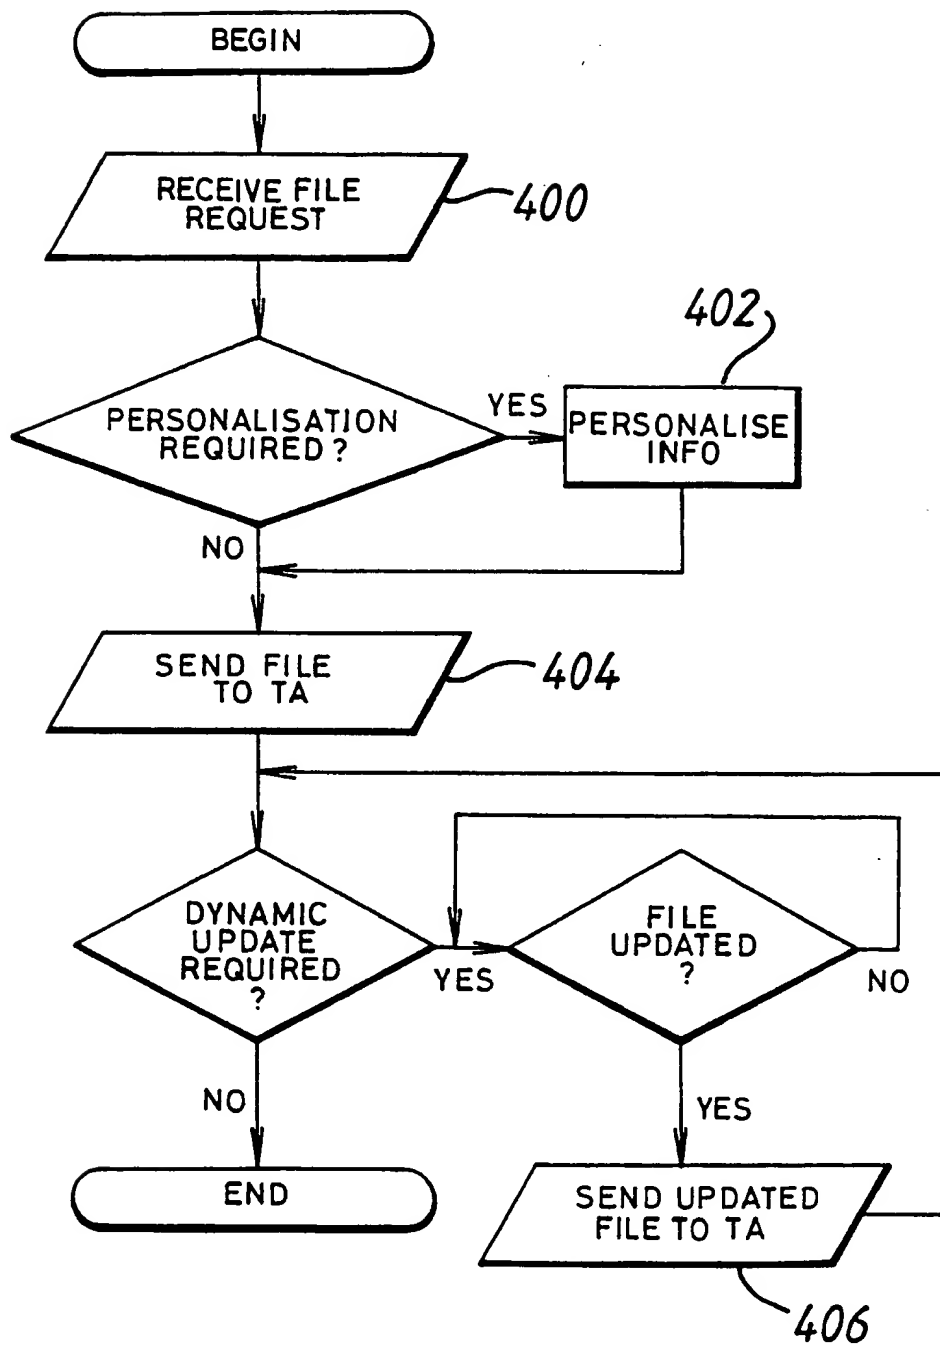 BEGIN
RECEIVE FILE
REQUEST
400
402
PERSONALISATION
REQUIRED ?
YES
PERSONALISE
INFO
NO
SEND FILE
TO TA
404
DYNAMIC
UPDATE
REQUIRED
?
YES
FILE
UPDATED
?
NO
NO
YES
END
SEND UPDATED
FILE TO TA
406